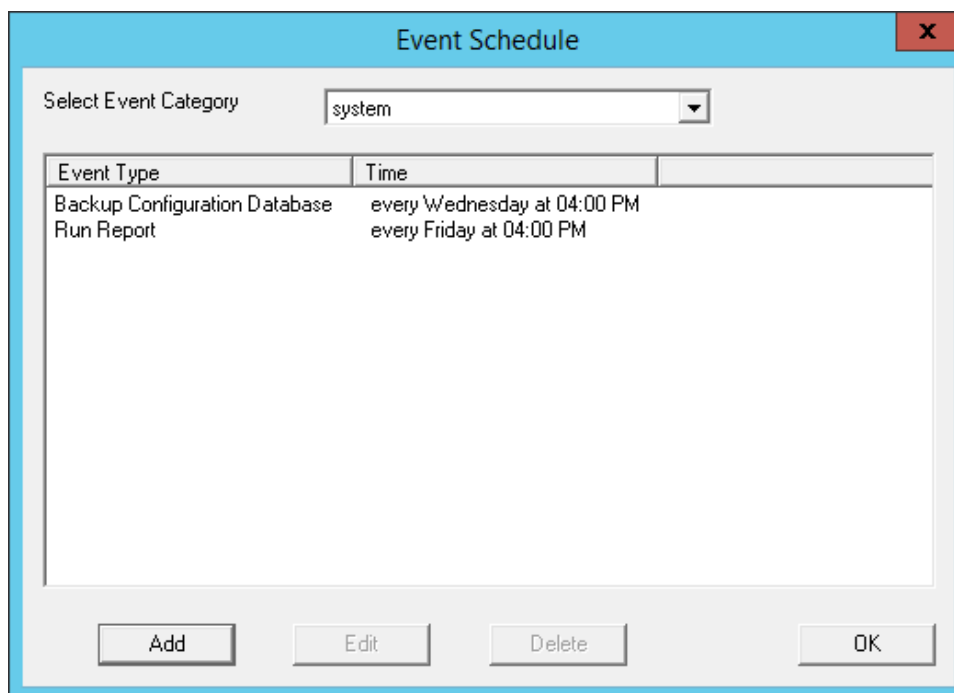 Event Schedule
x
Select Event Category
system
Event Type Time
Backup Configuration Database every Wednesday at 04:00 PM
Run Report every Friday at 04:00 PM
Add Edit Delete OK